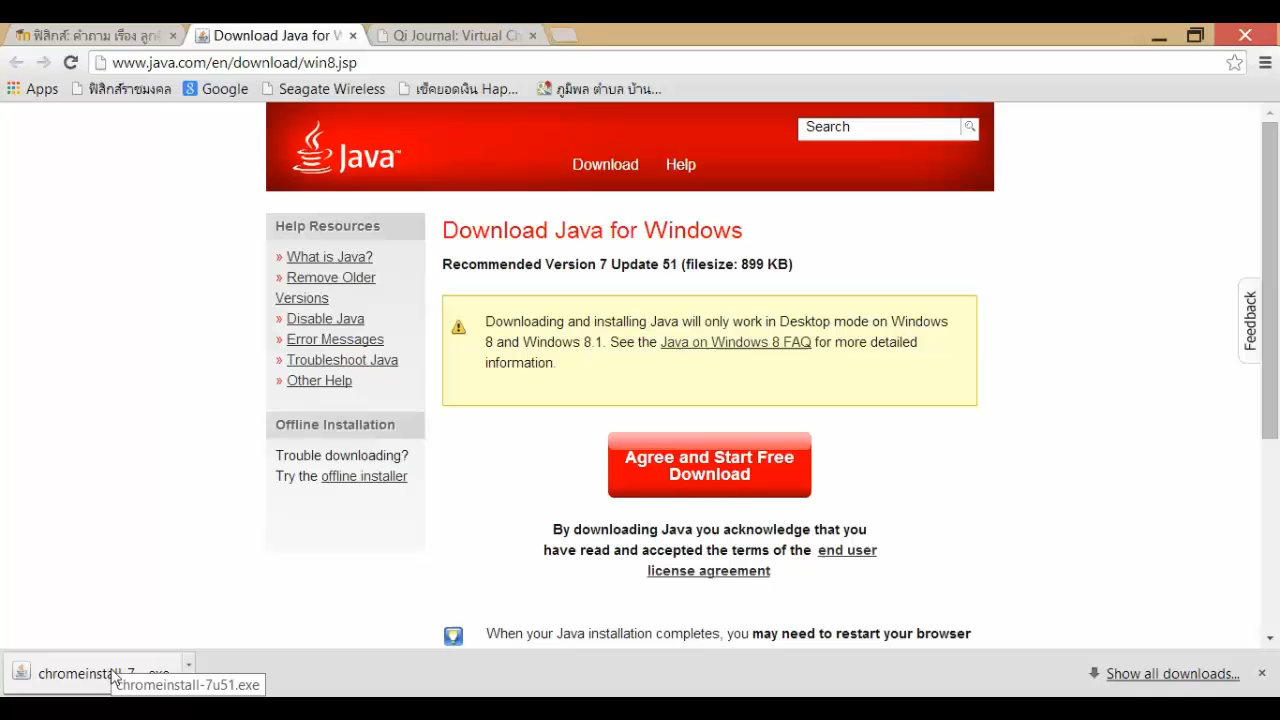 ฟิสิกส์: คำถาม เรื่อง ลูก
Download Java for W
Qi Journal: Virtual Ch
www.java.com/en/download/win8.jsp
Apps
ฟิสิกส์ราชมงคล
Google
Seagate Wireless
เช็คยอดเงิน Hap...
ภูมิพล ตำบล บ้าน...
Java™
Search
Download Help
Help Resources
» What is Java?
» Remove Older
Versions
» Disable Java
» Error Messages
» Troubleshoot Java
» Other Help
Offline Installation
Trouble downloading?
Try the offline installer
Download Java for Windows
Recommended Version 7 Update 51 (filesize: 899 KB)
Downloading and installing Java will only work in Desktop mode on Windows
8 and Windows 8.1. See the Java on Windows 8 FAQ for more detailed
information.
Agree and Start Free
Download
By downloading Java you acknowledge that you
have read and accepted the terms of the end user
license agreement
When your Java installation completes, you may need to restart your browser
Feedback
chromeinstall-7....exe
chromeinstall-7u51.exe
Show all downloads...